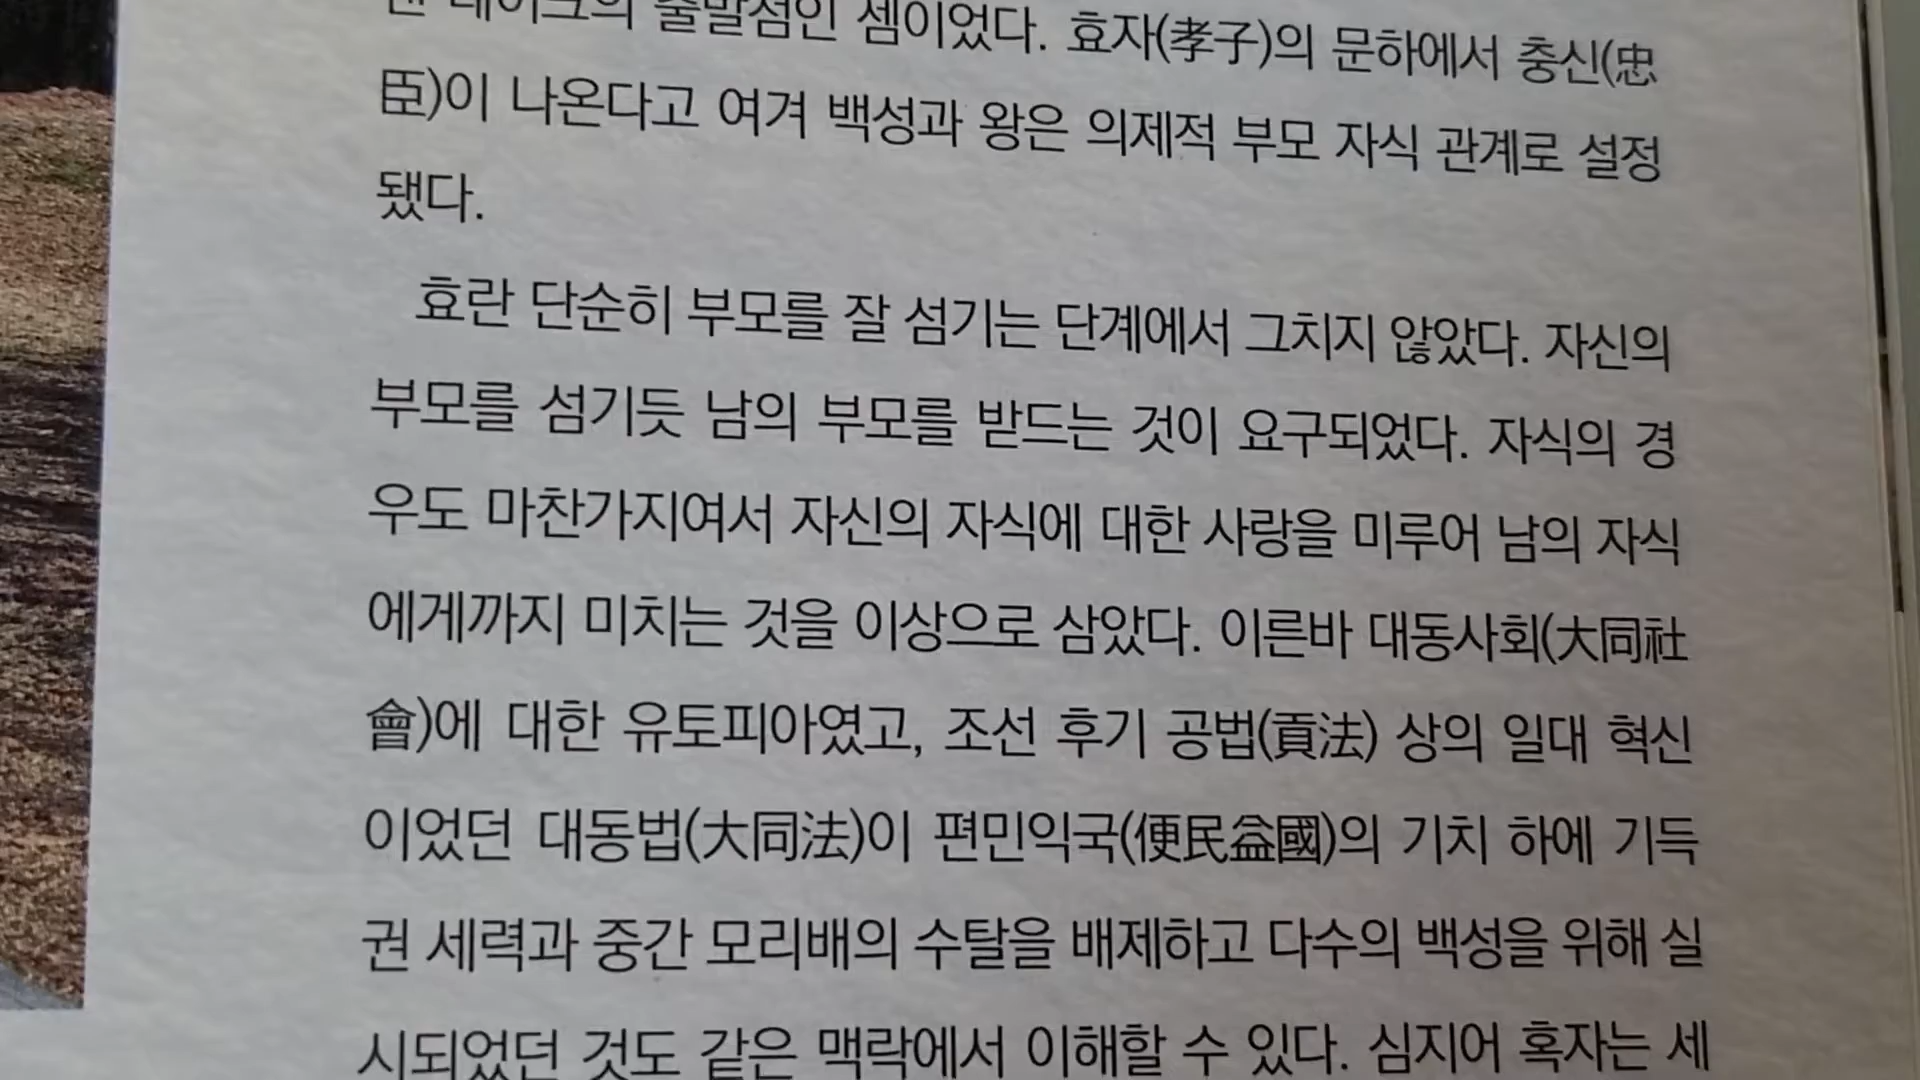 출발점인 셈이었다. 효자(孝子)의 문하에서 충신(忠
臣)이 나온다고 여겨 백성과 왕은 의제적 부모 자식 관계로 설정
됐다.
효란 단순히 부모를 잘 섬기는 단계에서 그치지 않았다. 자신의
부모를 섬기듯 남의 부모를 받드는 것이 요구되었다. 자식의 경
우도 마찬가지여서 자신의 자식에 대한 사랑을 미루어 남의 자식
에게까지 미치는 것을 이상으로 삼았다. 이른바 대동사회(大同社
會)에 대한 유토피아였고, 조선 후기 공법(貢法) 상의 일대 혁신
이었던 대동법(大同法)이 편민익국(便民益國)의 기치 하에 기득
권 세력과 중간 모리배의 수탈을 배제하고 다수의 백성을 위해 실
시되었던 것도 같은 맥락에서 이해할 수 있다. 심지어 혹자는 세